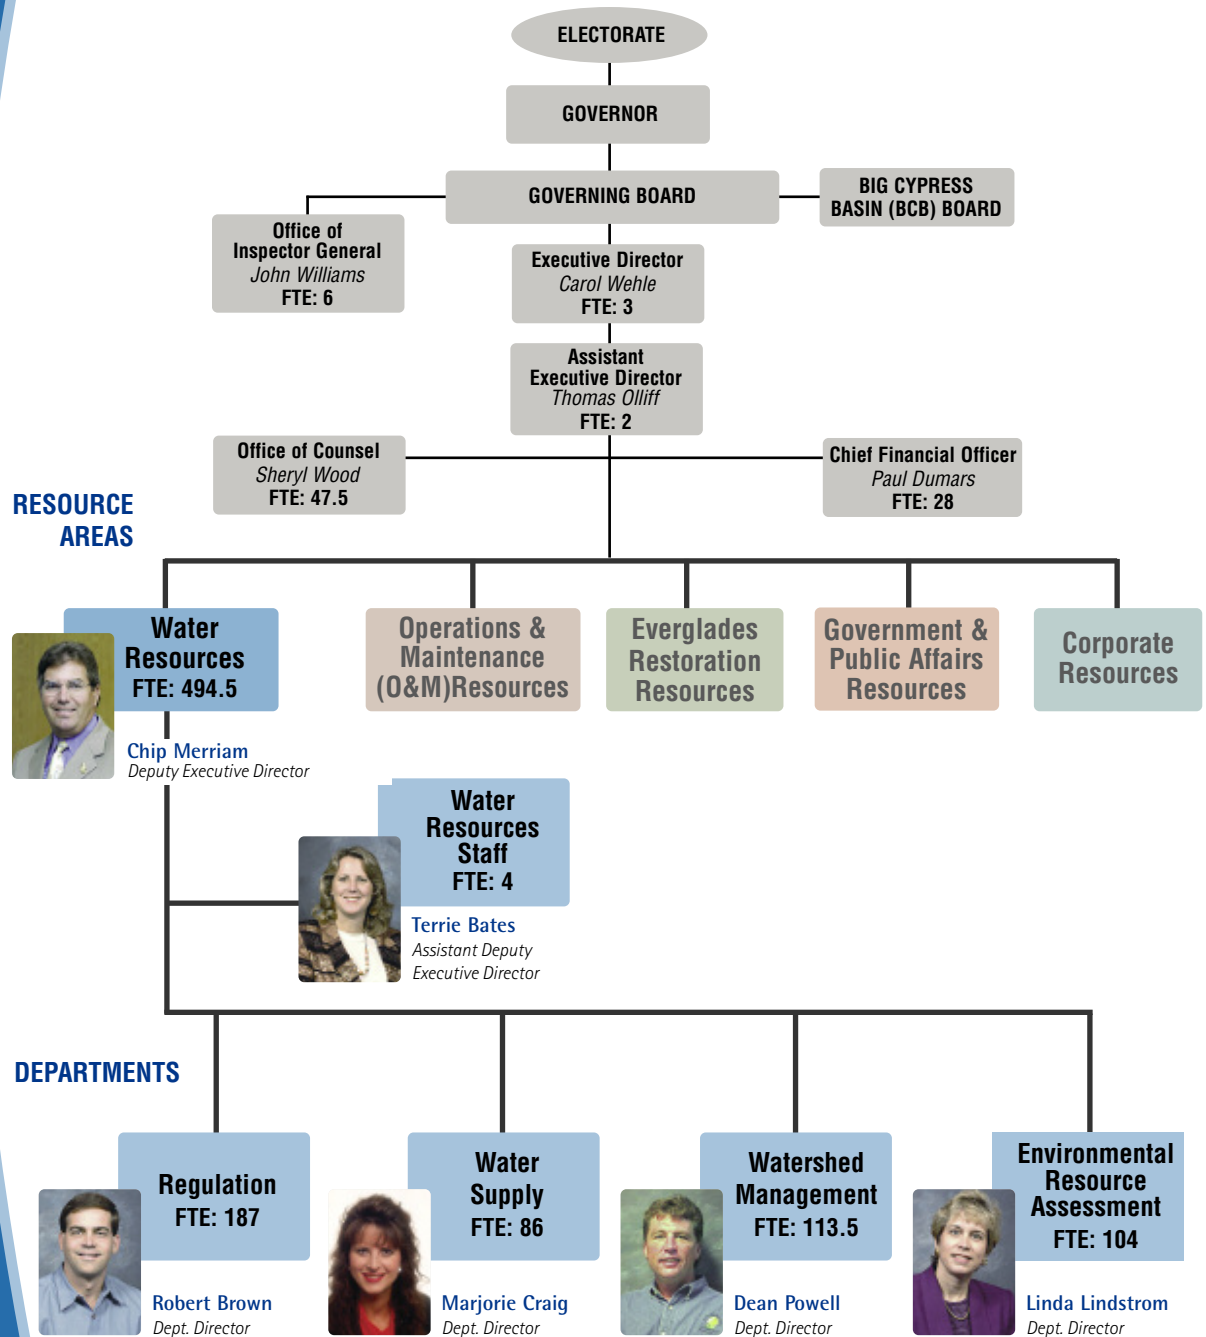 ELECTORATE
GOVERNOR
GOVERNING BOARD
BIG CYPRESS
BASIN (BCB) BOARD
Office of
Inspector General
John Williams
FTE: 6
Executive Director
Carol Wehle
FTE: 3
Assistant
Executive Director
Thomas Olliff
FTE: 2
Office of Counsel
Sheryl Wood
FTE: 47.5
Chief Financial Officer
Paul Dumars
FTE: 28
RESOURCE
AREAS
Water
Resources
FTE: 494.5
Chip Merriam
Deputy Executive Director
Operations &
Maintenance
(O&M)Resources
Everglades
Restoration
Resources
Government &
Public Affairs
Resources
Corporate
Resources
Water
Resources
Staff
FTE: 4
Terrie Bates
Assistant Deputy
Executive Director
DEPARTMENTS
Regulation
FTE: 187
Robert Brown
Dept. Director
Water
Supply
FTE: 86
Marjorie Craig
Dept. Director
Watershed
Management
FTE: 113.5
Dean Powell
Dept. Director
Environmental
Resource
Assessment
FTE: 104
Linda Lindstrom
Dept. Director